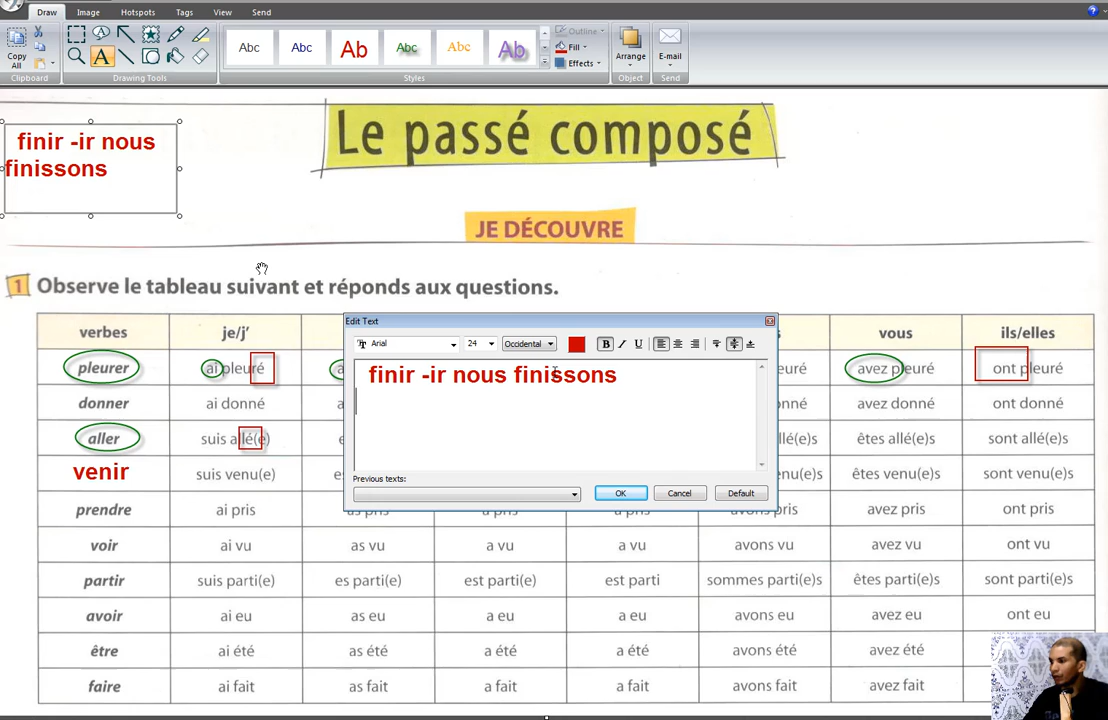 Draw Image Hotspots Tags View Send
Copy All
Clipboard
Drawing Tools
Abc Abc Ab Abc Abc Ab
Styles
Outline
Fill
Effects
Arrange
Object
E-mail
Send
finir -ir nous
finissons
Le passé composé
JE DÉCOUVRE
1 Observe le tableau suivant et réponds aux questions.
verbes je/j' vous ils/elles
pleurer ai pleuré avez pleuré ont pleuré
donner ai donné avez donné ont donné
aller suis allé(e) êtes allé(e)s sont allé(e)s
venir suis venu(e) êtes venu(e)s sont venu(e)s
prendre ai pris as pris a pris a pris avons pris avez pris ont pris
voir ai vu as vu a vu a vu avons vu avez vu ont vu
partir suis parti(e) es parti(e) est parti(e) est parti sommes parti(e)s êtes parti(e)s sont parti(e)s
avoir ai eu as eu a eu a eu avons eu avez eu ont eu
être ai été as été a été a été avons été avez été
faire ai fait as fait a fait a fait avons fait avez fait
Edit Text
Arial 24 Occidental B I U
finir -ir nous finissons
Previous texts:
OK Cancel Default